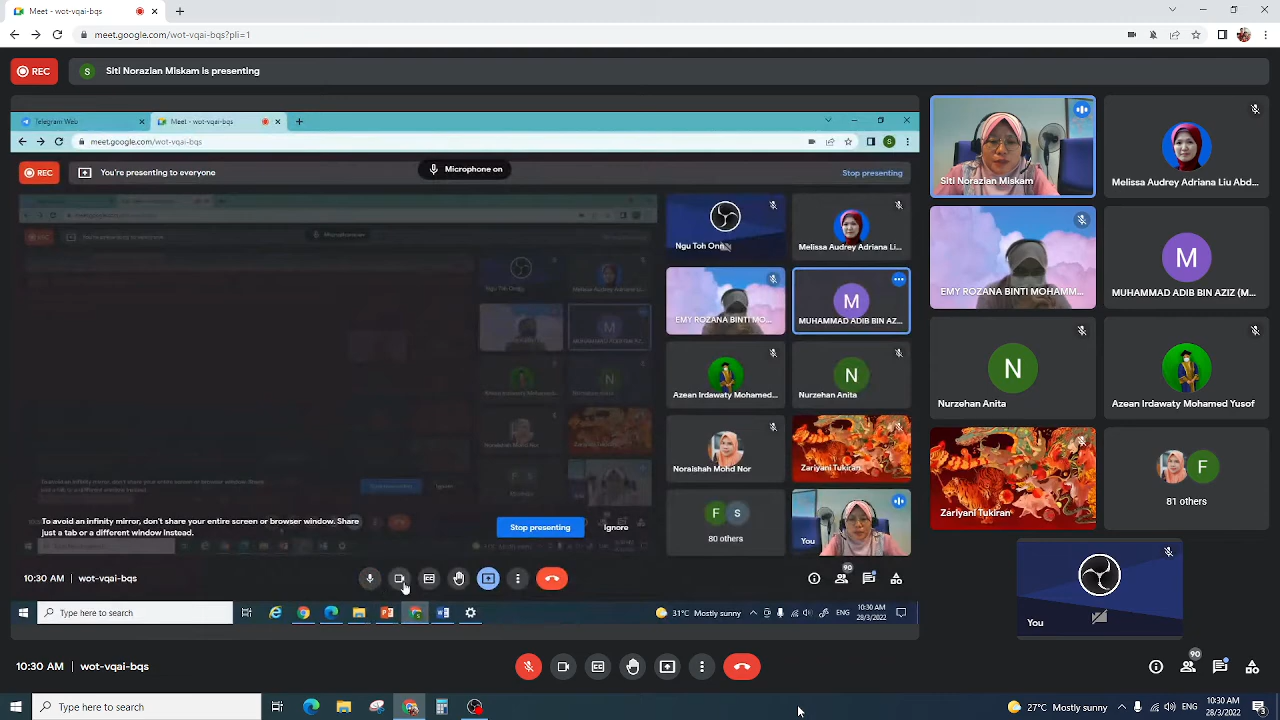 Meet - wot-vqai-bqs
meet.google.com/wot-vqai-bqs?pli=1
REC
S
Siti Norazian Miskam is presenting
Telegram Web
Meet - wot-vqai-bqs
meet.google.com/wot-vqai-bqs
S
REC
You're presenting to everyone
Microphone on
Stop presenting
Ngu Toh Ong
Melissa Audrey Adriana Li...
EMY ROZANA BINTI MO...
M
MUHAMMAD ADIB BIN AZ...
Azean Irdawaty Mohamed...
N
Nurzehan Anita
Noraishah Mohd Nor
Zariyani Tukiran
F S
80 others
You
To avoid an infinity mirror, don't share your entire screen or browser window. Share
just a tab or a different window instead.
Stop presenting
Ignore
10:30 AM | wot-vqai-bqs
90
Type here to search
31°C Mostly sunny
ENG
10:30 AM
28/3/2022
Siti Norazian Miskam
Melissa Audrey Adriana Liu Abd...
EMY ROZANA BINTI MOHAMM...
M
MUHAMMAD ADIB BIN AZIZ (M...
N
Nurzehan Anita
Azean Irdawaty Mohamed Yusof
Zariyani Tukiran
F
81 others
You
10:30 AM | wot-vqai-bqs
90
Type here to search
27°C Mostly sunny
ENG
10:30 AM
28/3/2022